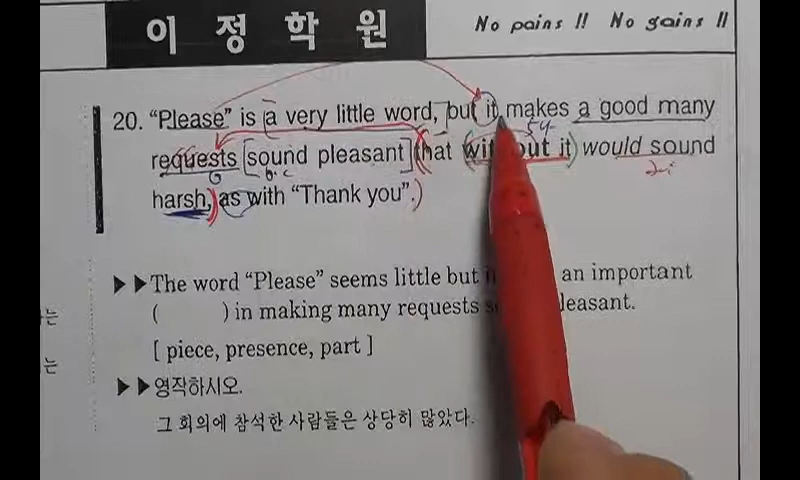 이 정 학 원
No pains !! No gains !!
20. “Please” is a very little word, but it makes a good many
requests sound pleasant that without it would sound
harsh, as with “Thank you”.
▶▶The word “Please” seems little but an important
( ) in making many requests pleasant.
[ piece, presence, part ]
▶▶영작하시오.
그 회의에 참석한 사람들은 상당히 많았다.
는
는